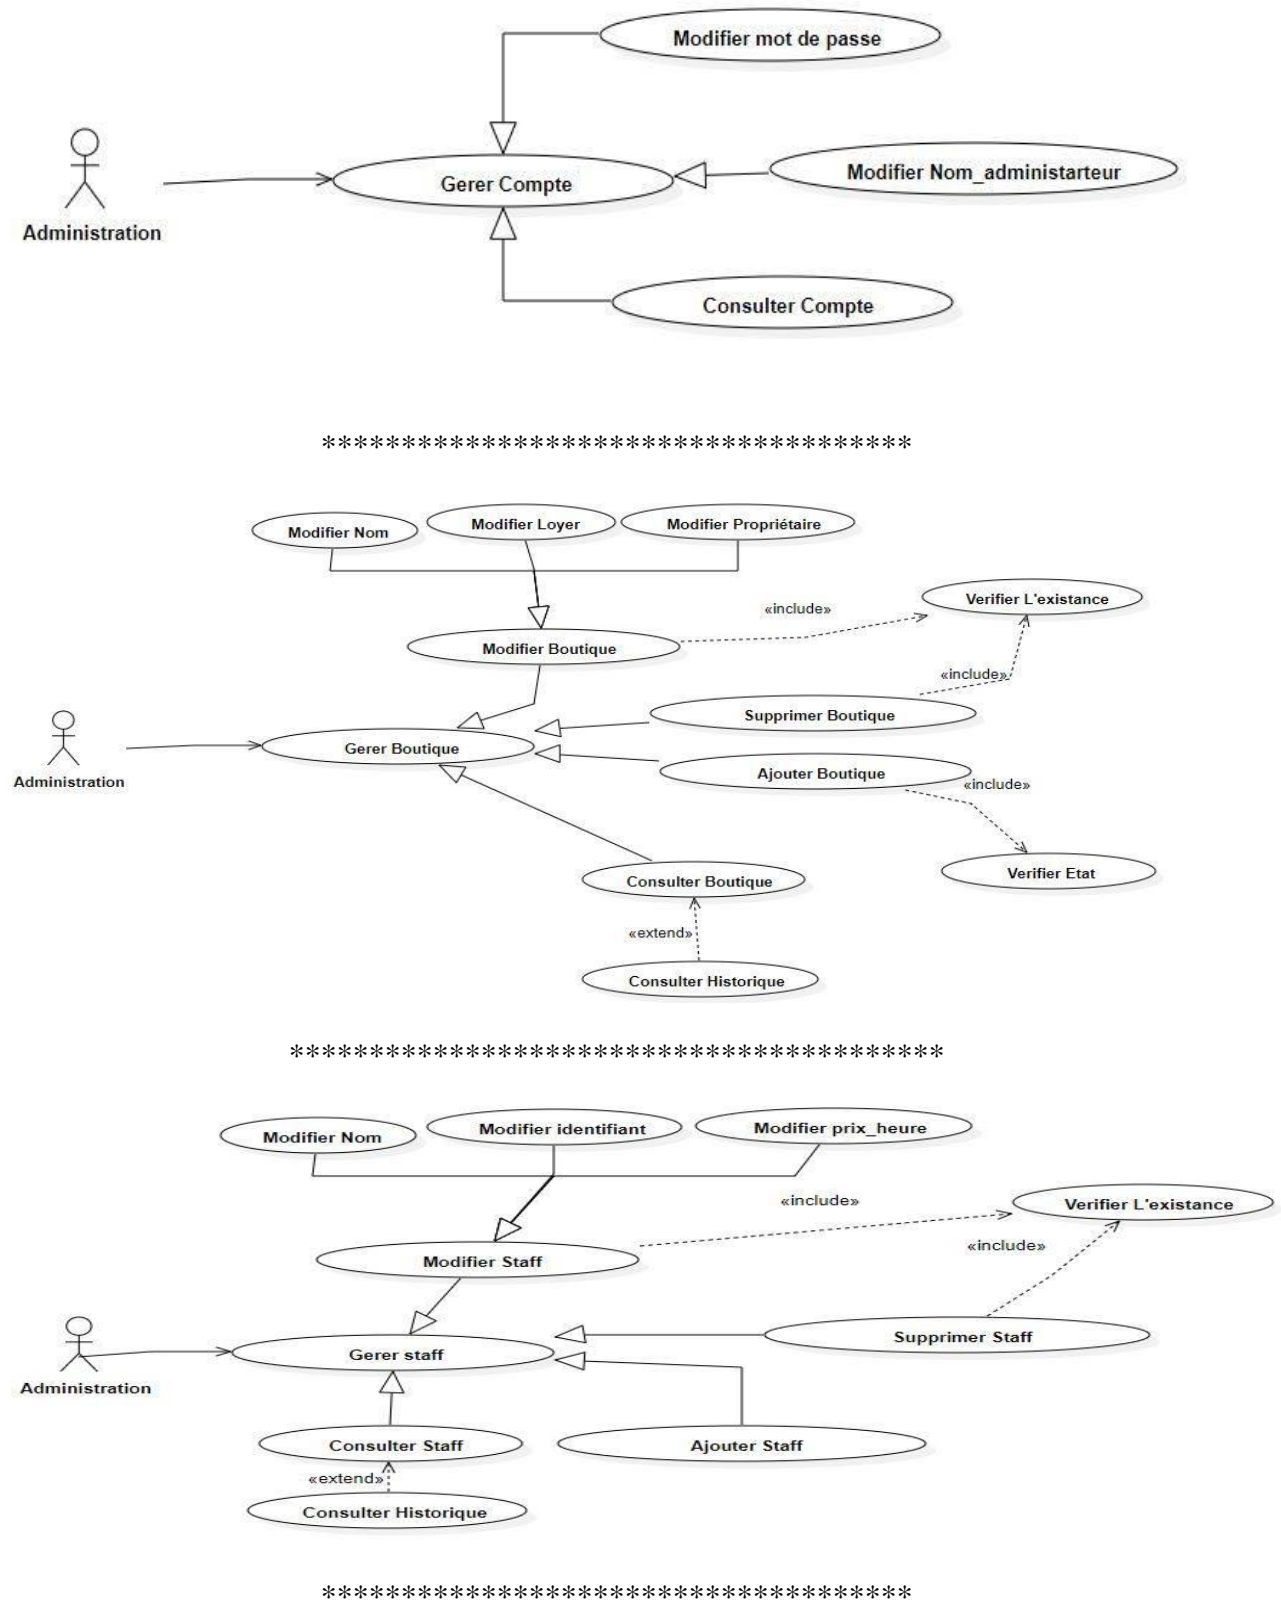 Modifier mot de passe
Modifier Nom_administarteur
Gerer Compte
Administration
Consulter Compte
*************************************
Modifier Nom
Modifier Loyer
Modifier Propriétaire
Verifier L'existance
«include»
Modifier Boutique
«include»
Supprimer Boutique
Gerer Boutique
Administration
Ajouter Boutique
«include»
Verifier Etat
Consulter Boutique
«extend»
Consulter Historique
*****************************************
Modifier Nom
Modifier identifiant
Modifier prix_heure
«include»
Verifier L'existance
«include»
Modifier Staff
Supprimer Staff
Gerer staff
Administration
Consulter Staff
Ajouter Staff
«extend»
Consulter Historique
*************************************